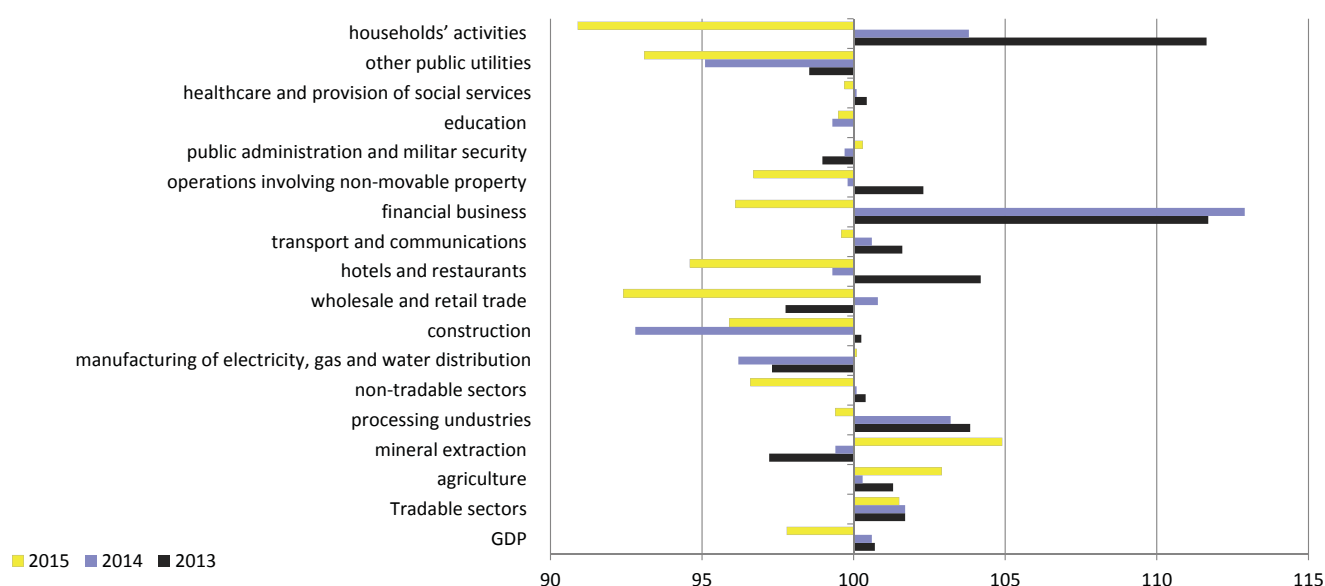 households’ activities
other public utilities
healthcare and provision of social services
education
public administration and militar security
operations involving non-movable property
financial business
transport and communications
hotels and restaurants
wholesale and retail trade
construction
manufacturing of electricity, gas and water distribution
non-tradable sectors
processing undustries
mineral extraction
agriculture
Tradable sectors
GDP
2015 2014 2013
90 95 100 105 110 115